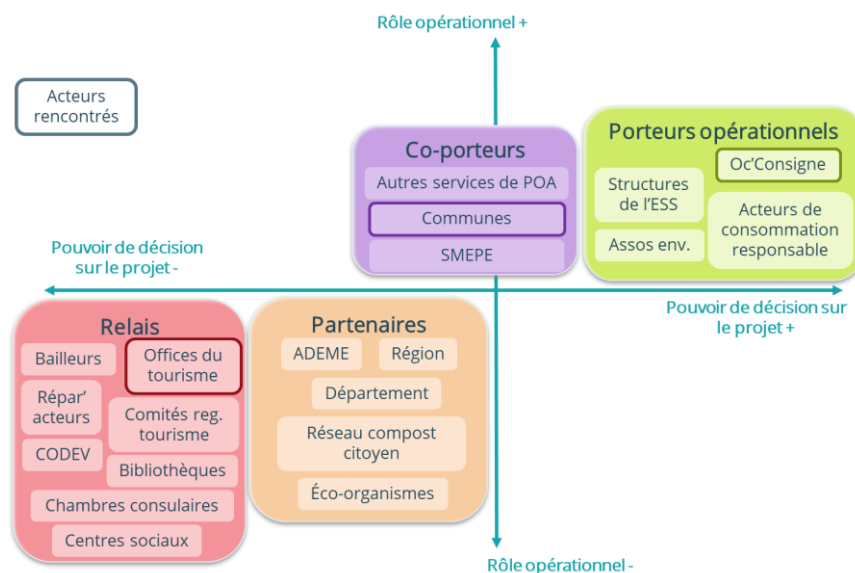 Rôle opérationnel +
Acteurs
rencontrés
Co-porteurs
Autres services de POA
Communes
SMEPE
Porteurs opérationnels
Oc’Consigne
Structures
de l’ESS
Acteurs de
consommation
responsable
Assos env.
Pouvoir de décision
sur le projet -
Pouvoir de décision sur
le projet +
Relais
Bailleurs
Offices du
tourisme
Répar’
acteurs
Comités reg.
tourisme
CODEV
Bibliothèques
Chambres consulaires
Centres sociaux
Partenaires
ADEME
Région
Département
Réseau compost
citoyen
Éco-organismes
Rôle opérationnel -